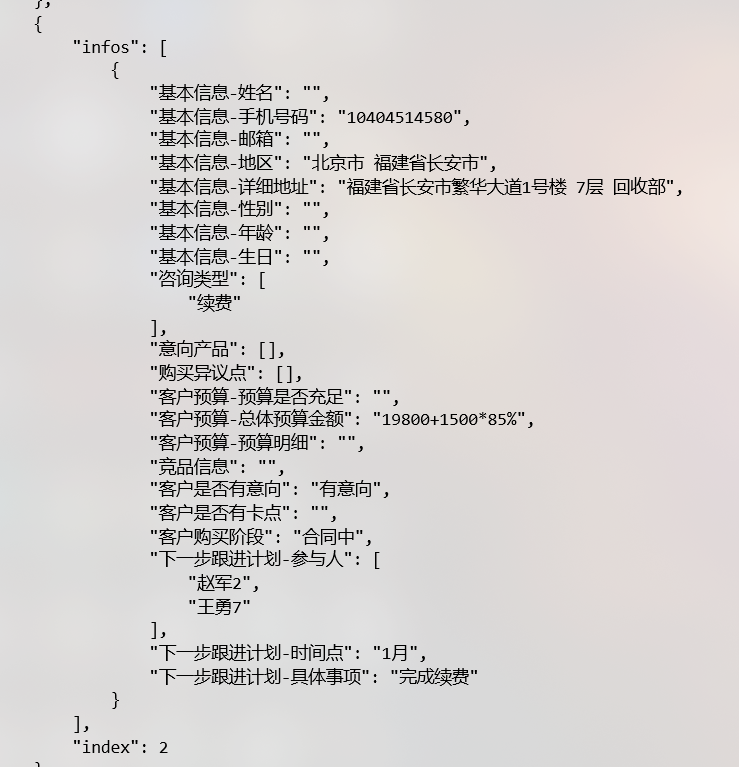 },
{
"infos": [
{
"基本信息-姓名": "",
"基本信息-手机号码": "10404514580",
"基本信息-邮箱": "",
"基本信息-地区": "北京市 福建省长安市",
"基本信息-详细地址": "福建省长安市繁华大道1号楼 7层 回收部",
"基本信息-性别": "",
"基本信息-年龄": "",
"基本信息-生日": "",
"咨询类型": [
"续费"
],
"意向产品": [],
"购买异议点": [],
"客户预算-预算是否充足": "",
"客户预算-总体预算金额": "19800+1500*85%",
"客户预算-预算明细": "",
"竞品信息": "",
"客户是否有意向": "有意向",
"客户是否有卡点": "",
"客户购买阶段": "合同中",
"下一步跟进计划-参与人": [
"赵军2",
"王勇7"
],
"下一步跟进计划-时间点": "1月",
"下一步跟进计划-具体事项": "完成续费"
}
],
"index": 2
}